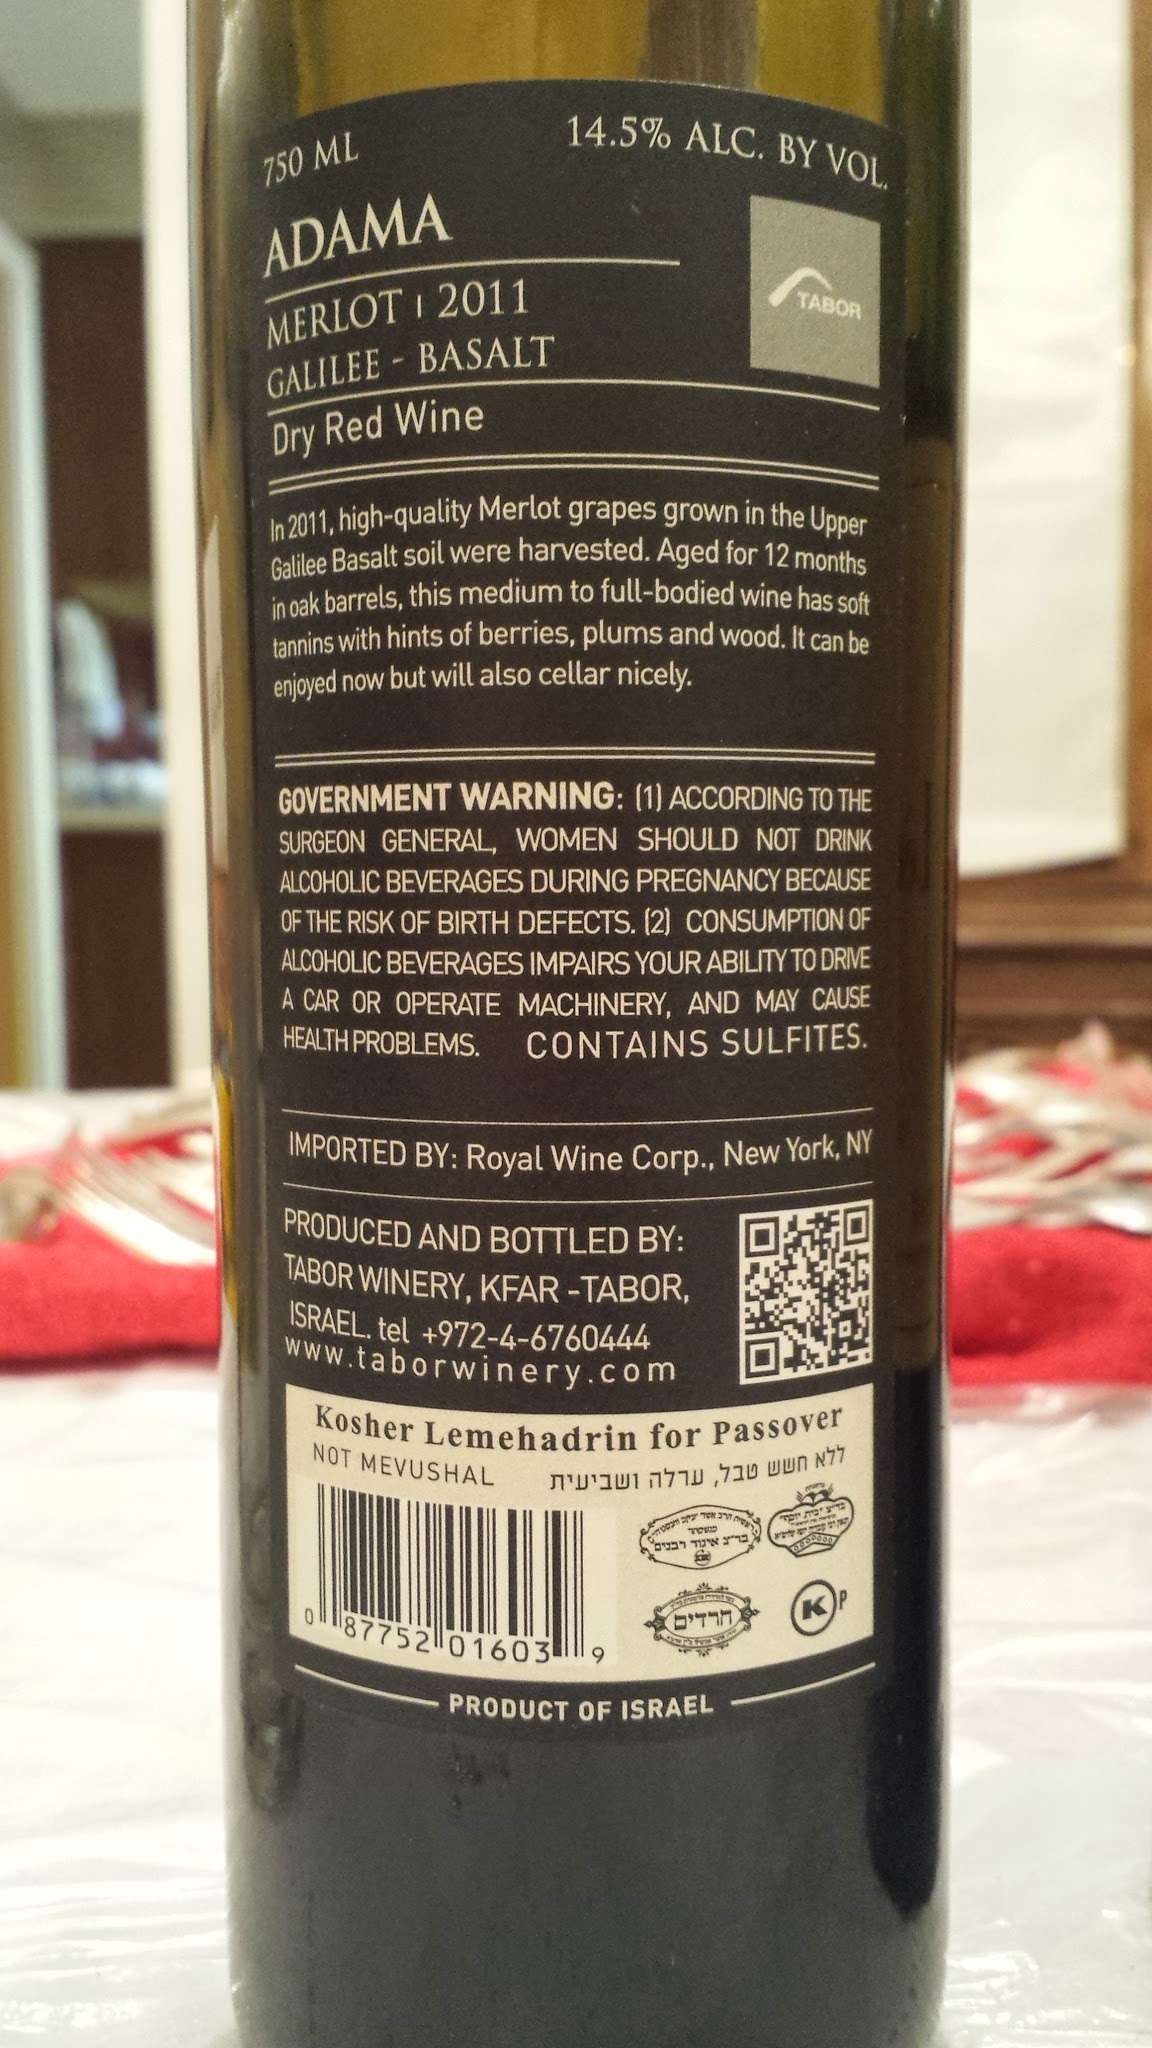 750 ML 14.5% ALC. BY VOL.
ADAMA
TABOR
MERLOT | 2011
GALILEE - BASALT
Dry Red Wine
In 2011, high-quality Merlot grapes grown in the Upper
Galilee Basalt soil were harvested. Aged for 12 months
in oak barrels, this medium to full-bodied wine has soft
tannins with hints of berries, plums and wood. It can be
enjoyed now but will also cellar nicely.
GOVERNMENT WARNING: (1) ACCORDING TO THE
SURGEON GENERAL, WOMEN SHOULD NOT DRINK
ALCOHOLIC BEVERAGES DURING PREGNANCY BECAUSE
OF THE RISK OF BIRTH DEFECTS. (2) CONSUMPTION OF
ALCOHOLIC BEVERAGES IMPAIRS YOUR ABILITY TO DRIVE
A CAR OR OPERATE MACHINERY, AND MAY CAUSE
HEALTH PROBLEMS. CONTAINS SULFITES.
IMPORTED BY: Royal Wine Corp., New York, NY
PRODUCED AND BOTTLED BY:
TABOR WINERY, KFAR -TABOR,
ISRAEL. tel +972-4-6760444
www.taborwinery.com
Kosher Lemehadrin for Passover
NOT MEVUSHAL ללא חשש טבל, ערלה ושביעית
בד"צ איגוד רבנים
חרדים
K P
0 87752 01603 9
PRODUCT OF ISRAEL